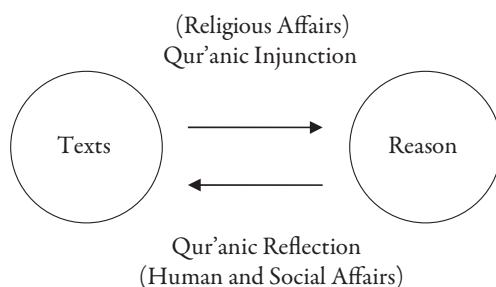 (Religious Affairs)
Qur’anic Injunction
Texts
Reason
Qur’anic Reflection
(Human and Social Affairs)